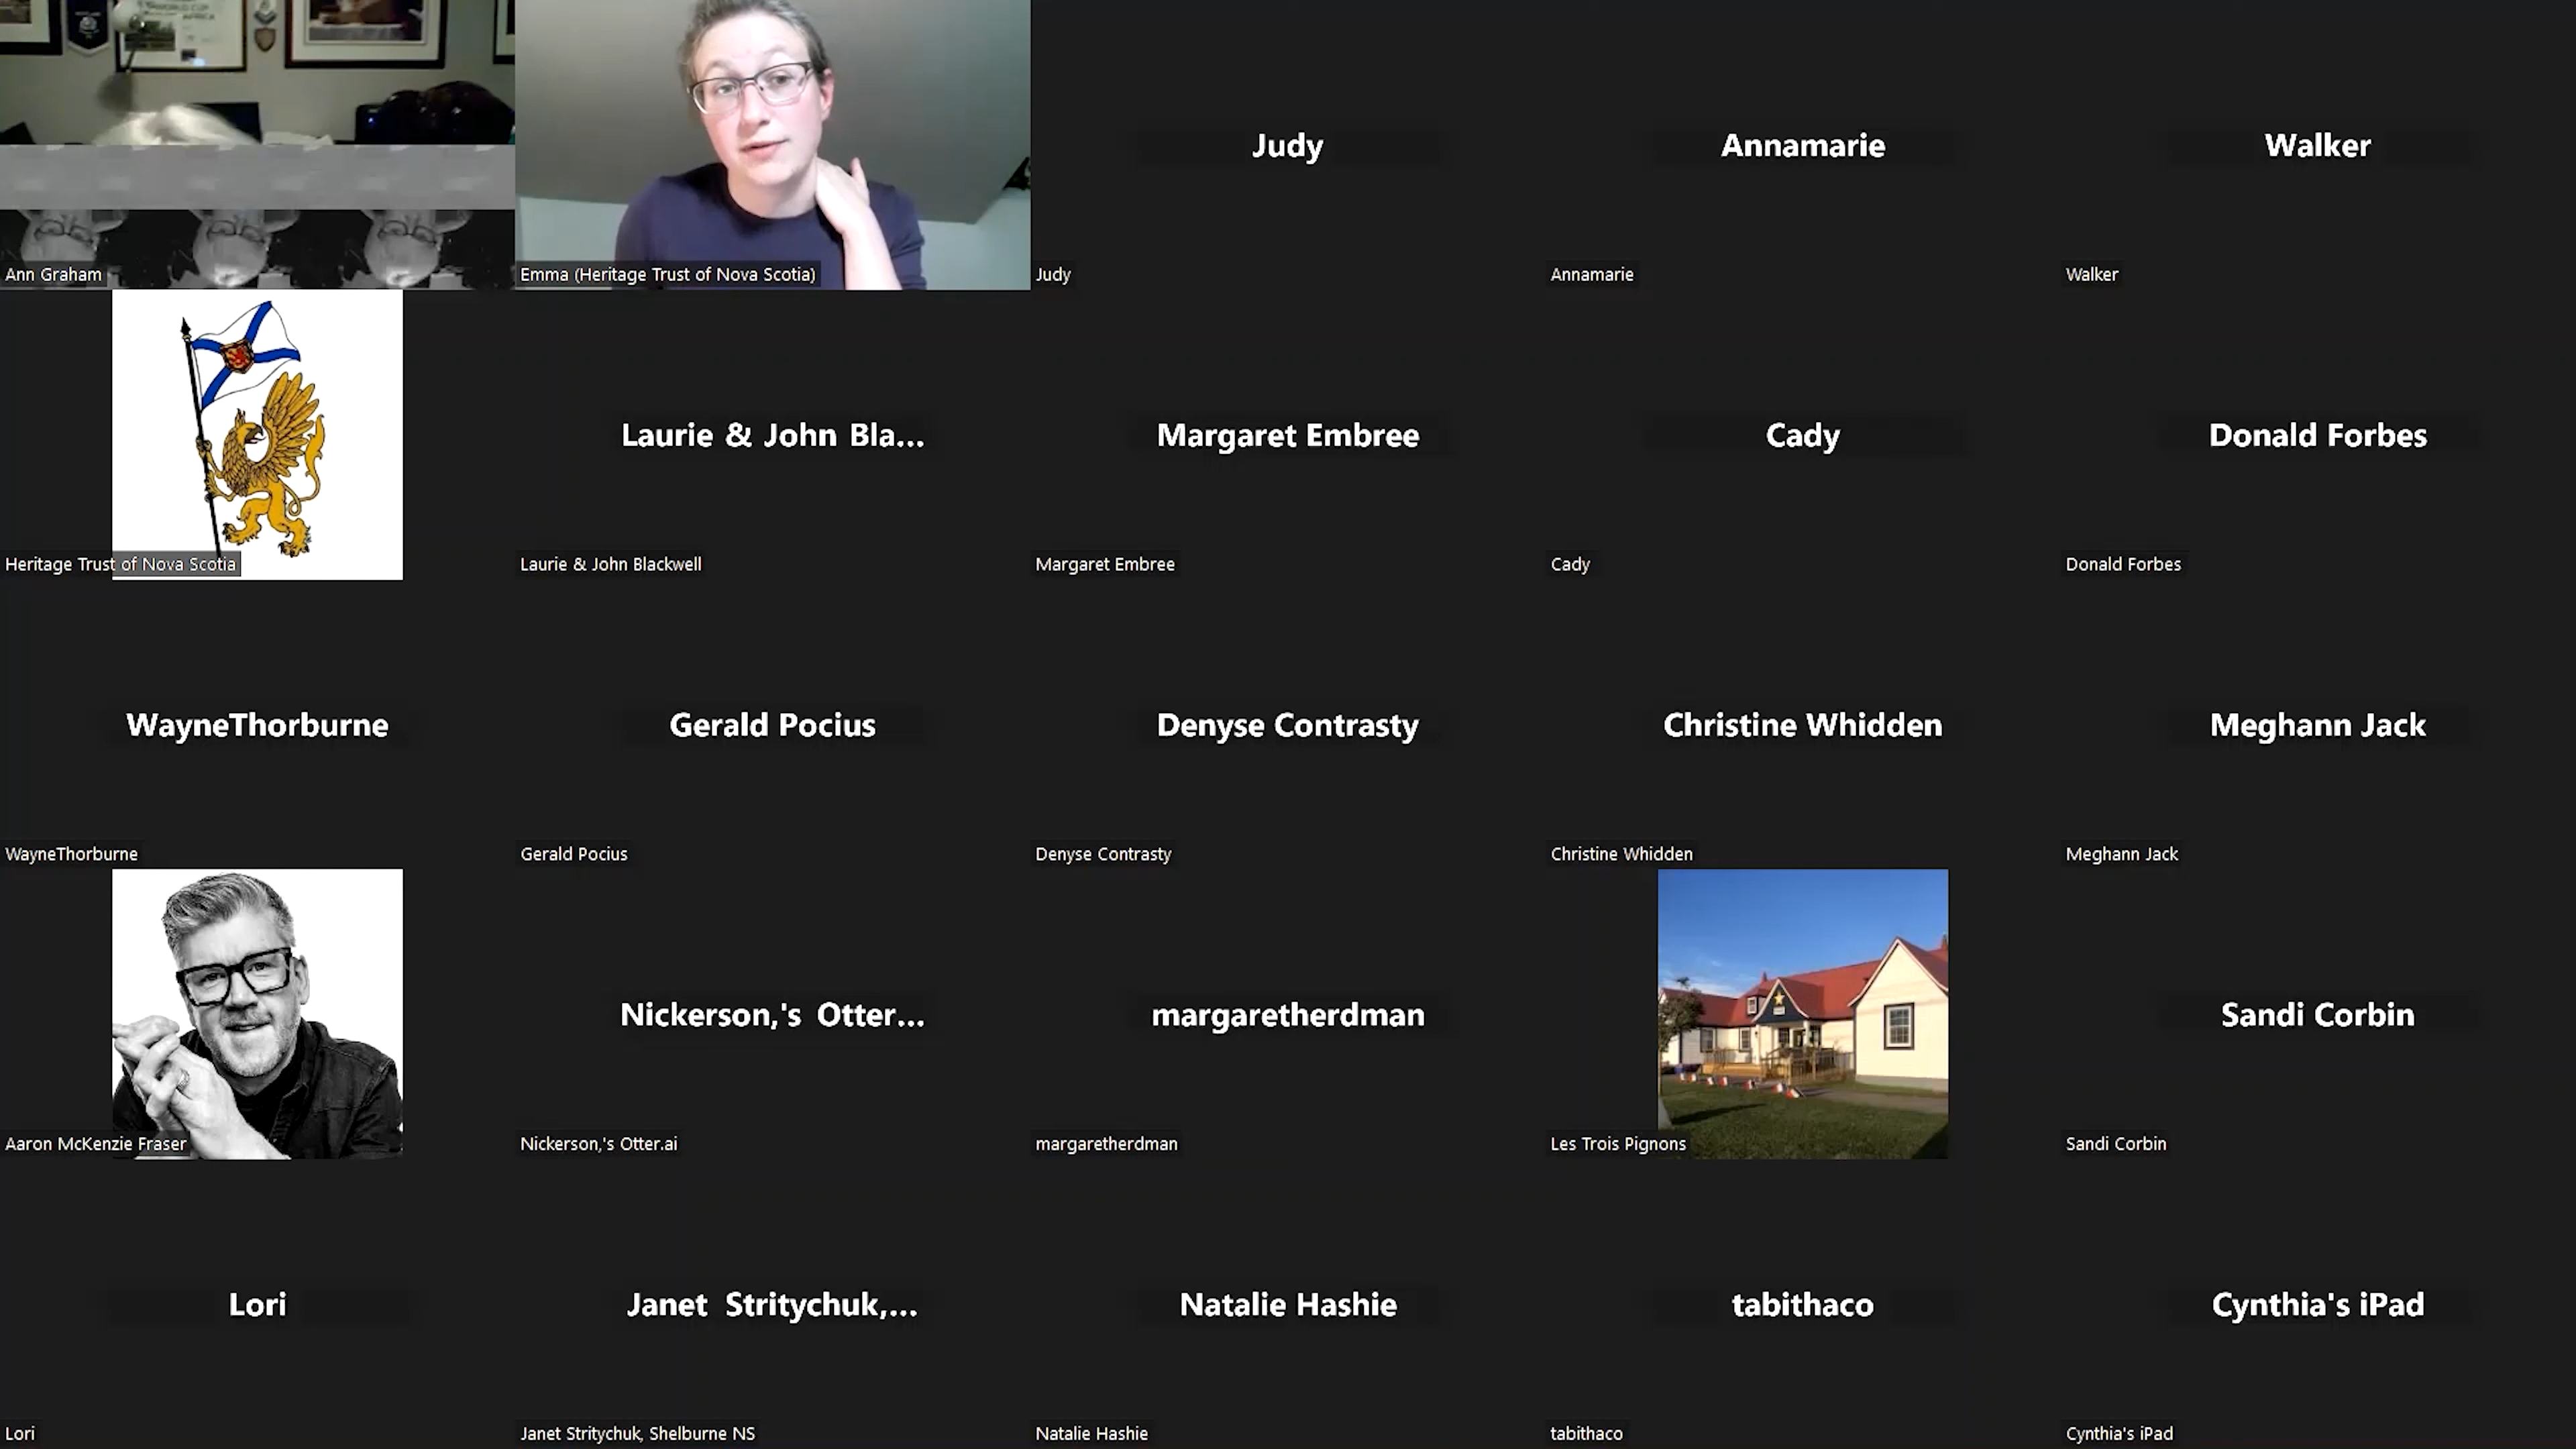 WORLD CUP
AFRICA
Ann Graham
Emma (Heritage Trust of Nova Scotia)
Judy
Judy
Annamarie
Annamarie
Walker
Walker
Heritage Trust of Nova Scotia
Laurie & John Bla...
Laurie & John Blackwell
Margaret Embree
Margaret Embree
Cady
Cady
Donald Forbes
Donald Forbes
WayneThorburne
WayneThorburne
Gerald Pocius
Gerald Pocius
Denyse Contrasty
Denyse Contrasty
Christine Whidden
Christine Whidden
Meghann Jack
Meghann Jack
Aaron McKenzie Fraser
Nickerson,'s Otter...
Nickerson,'s Otter.ai
margaretherdman
margaretherdman
Les Trois Pignons
Sandi Corbin
Sandi Corbin
Lori
Lori
Janet Stritychuk,...
Janet Stritychuk, Shelburne NS
Natalie Hashie
Natalie Hashie
tabithaco
tabithaco
Cynthia's iPad
Cynthia's iPad